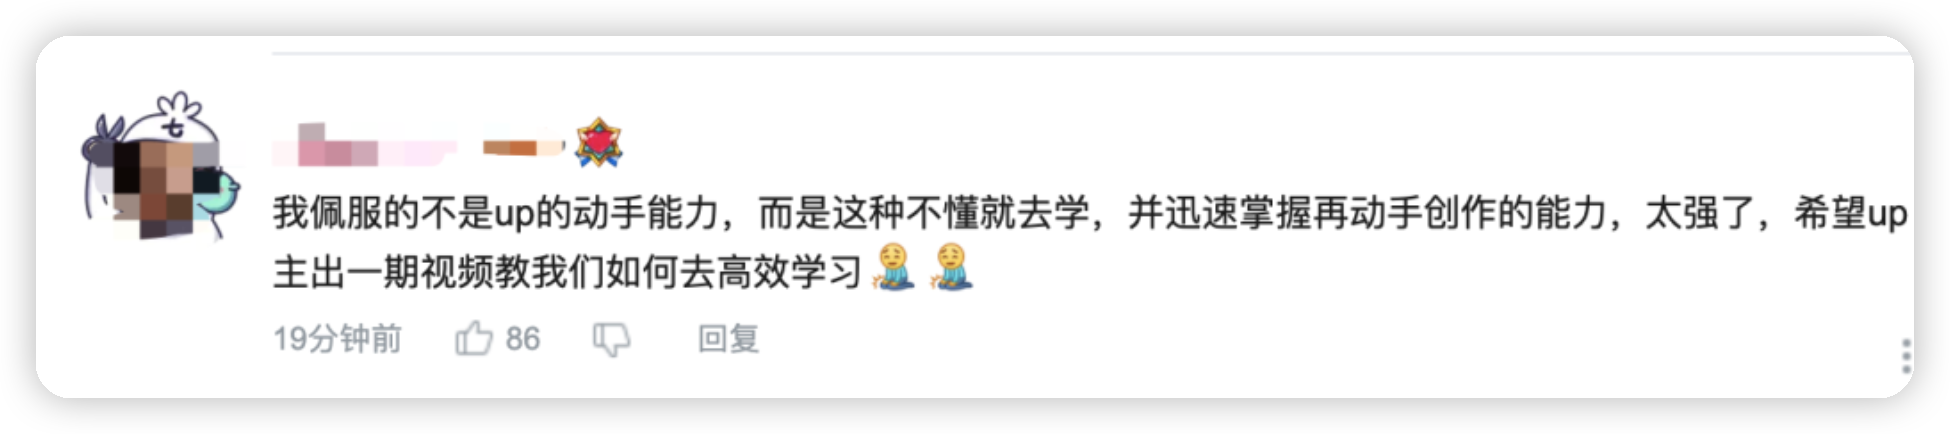 七
我佩服的不是up的动手能力，而是这种不懂就去学，并迅速掌握再动手创作的能力，太强了，希望up
主出一期视频教我们如何去高效学习
19分钟前 86 回复